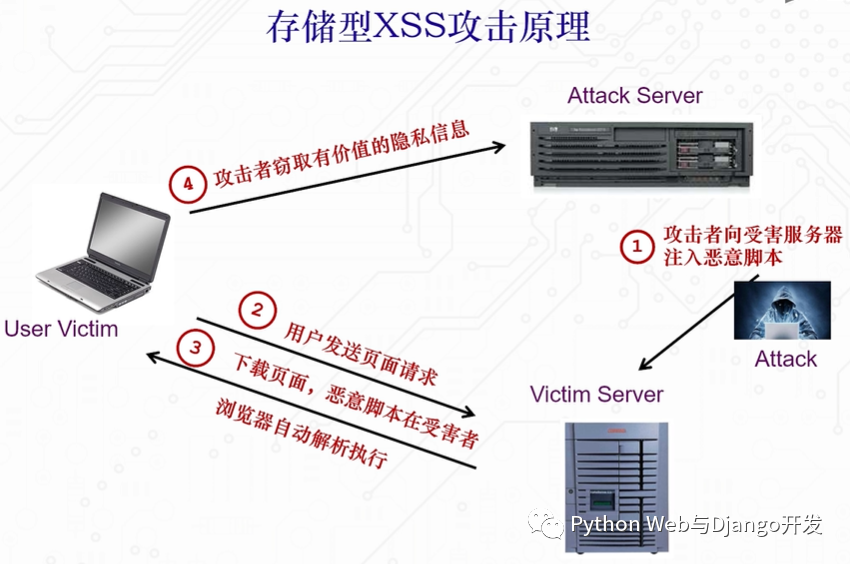 存储型XSS攻击原理
Attack Server
④ 攻击者窃取有价值的隐私信息
① 攻击者向受害服务器
注入恶意脚本
User Victim
② 用户发送页面请求
③ 下载页面，恶意脚本在受害者
浏览器自动解析执行
Attack
Victim Server
Python Web与Django开发